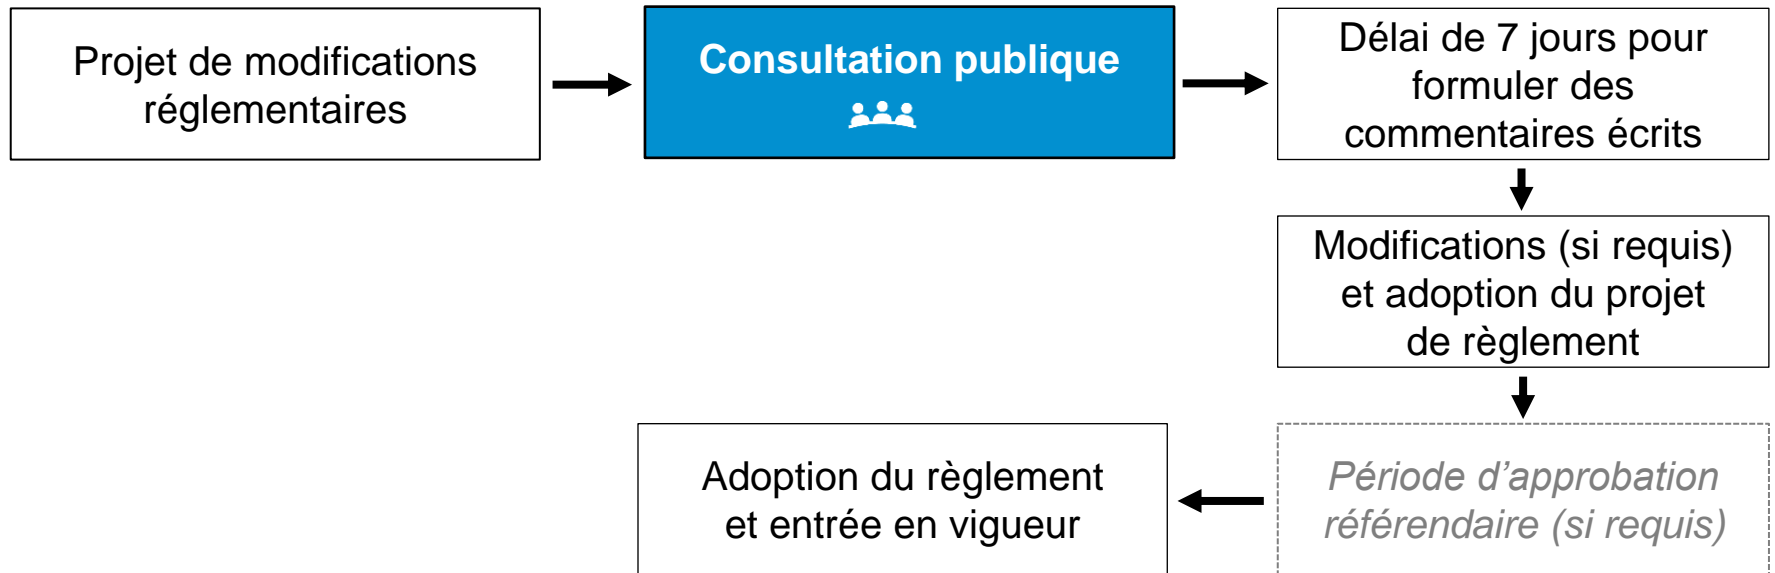 Projet de modifications
réglementaires
Consultation publique
Délai de 7 jours pour
formuler des
commentaires écrits
Modifications (si requis)
et adoption du projet
de règlement
Période d’approbation
référendaire (si requis)
Adoption du règlement
et entrée en vigueur